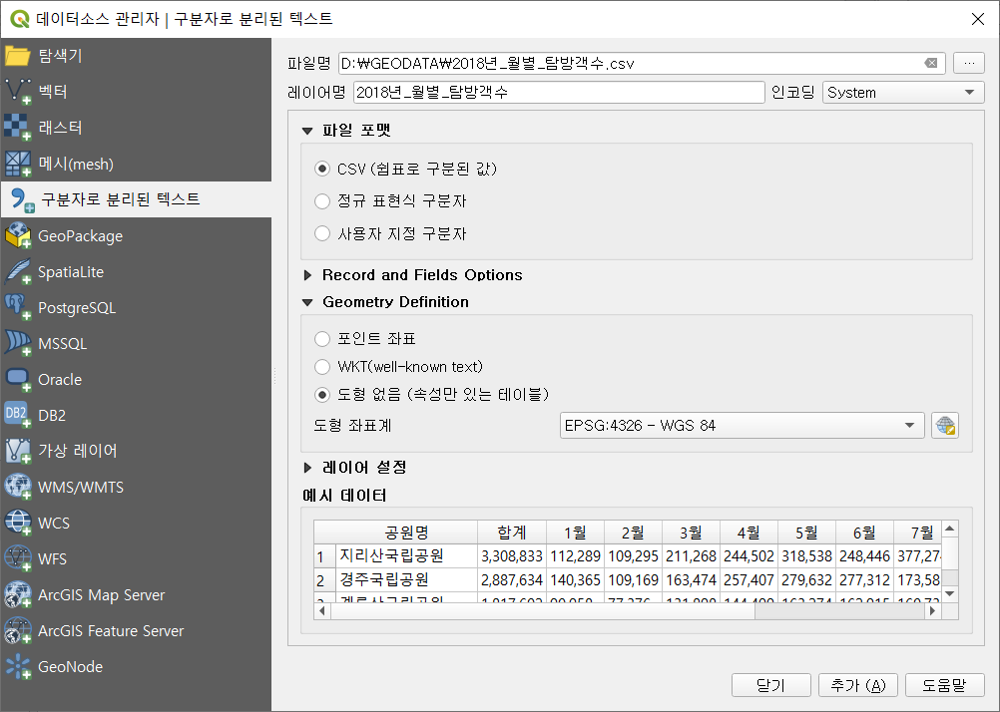 데이터소스 관리자 | 구분자로 분리된 텍스트
탐색기
벡터
래스터
메시(mesh)
구분자로 분리된 텍스트
GeoPackage
SpatiaLite
PostgreSQL
MSSQL
Oracle
DB2 DB2
가상 레이어
WMS/WMTS
WCS
WFS
ArcGIS Map Server
ArcGIS Feature Server
GeoNode
파일명 D:₩GEODATA₩2018년_월별_탐방객수.csv ...
레이어명 2018년_월별_탐방객수 인코딩 System
파일 포맷
CSV (쉼표로 구분된 값)
정규 표현식 구분자
사용자 지정 구분자
Record and Fields Options
Geometry Definition
포인트 좌표
WKT(well-known text)
도형 없음 (속성만 있는 테이블)
도형 좌표계 EPSG:4326 - WGS 84
레이어 설정
예시 데이터
공원명 합계 1월 2월 3월 4월 5월 6월 7월
1 지리산국립공원 3,308,833 112,289 109,295 211,268 244,502 318,538 248,446 377,27
2 경주국립공원 2,887,634 140,365 109,169 163,474 257,407 279,632 277,312 173,58
닫기 추가 (A) 도움말